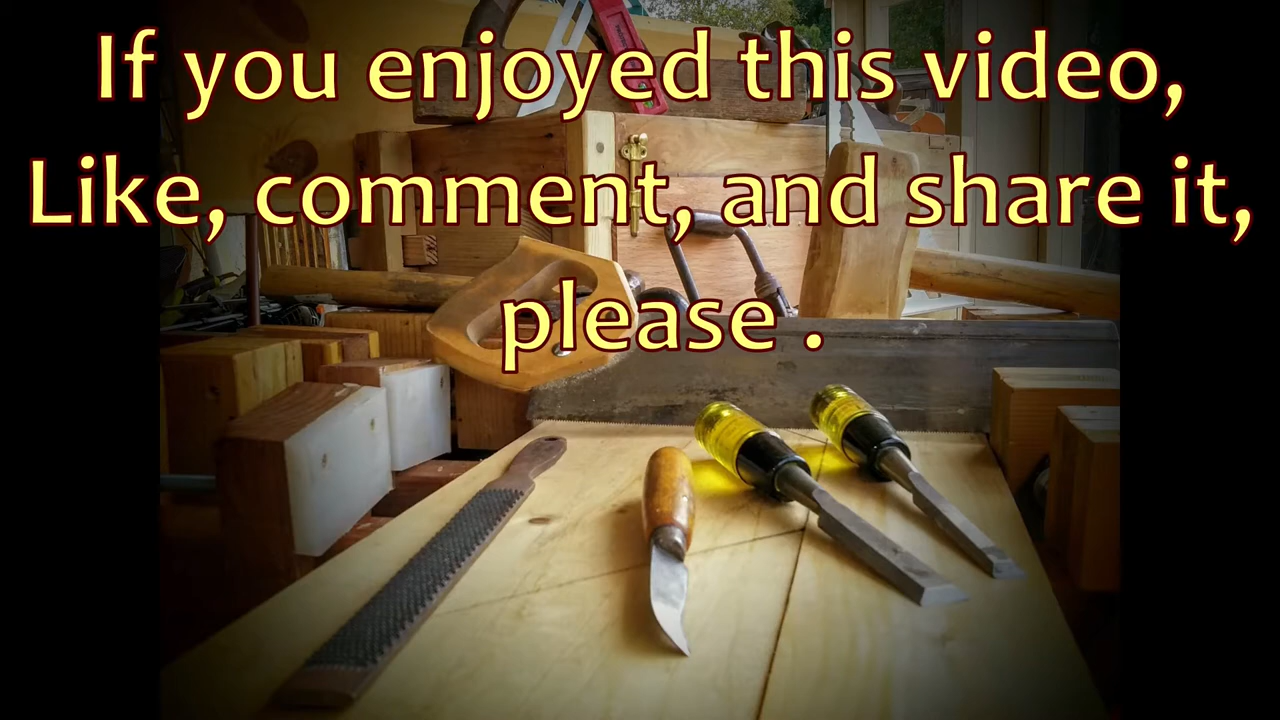 If you enjoyed this video,
Like, comment, and share it,
please .